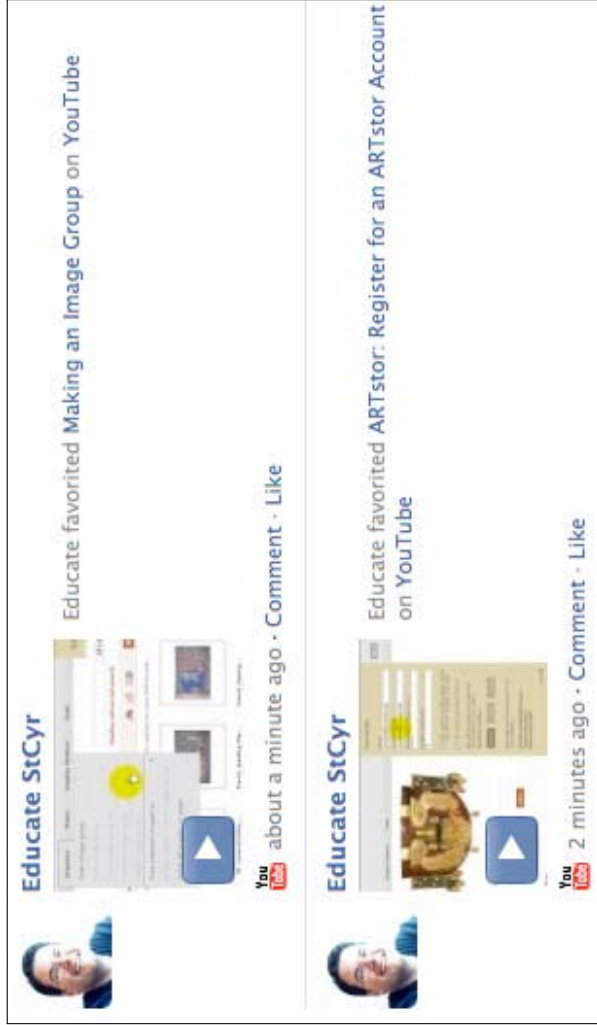 Educate StCyr
Educate favorited Making an Image Group on YouTube
You
Tube
about a minute ago · Comment · Like
Educate StCyr
Educate favorited ARTstor: Register for an ARTstor Account
on YouTube
You
Tube
2 minutes ago · Comment · Like